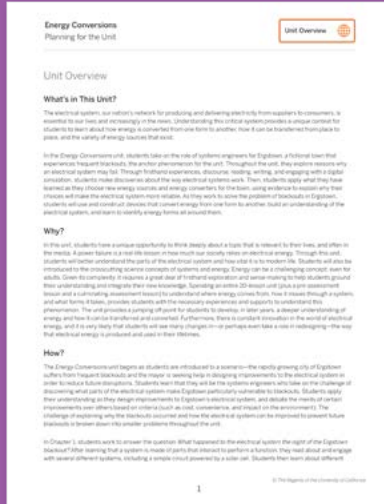 Energy Conversions
Planning for the Unit
Unit Overview
Unit Overview
What's in This Unit?
The electrical system, our nation's network for producing and delivering electricity from suppliers to consumers, is
essential to our lives and increasingly in the news. Understanding this critical system provides a unique context for
students to learn about how energy is converted from one form to another, how it can be transferred from place to
place, and the variety of energy sources that exist.
In the Energy Conversions unit, students take on the role of systems engineers for Ergstown, a fictional town that
experiences frequent blackouts, the anchor phenomenon for the unit. Throughout the unit, they explore reasons why
an electrical system may fail. Through firsthand experiences, discourse, reading, writing, and engaging with a digital
simulation, students make discoveries about the way electrical systems work. Then, students apply what they have
learned as they choose new energy sources and energy converters for the town, using evidence to explain why their
choices will make the electrical system more reliable. As they work to solve the problem of blackouts in Ergstown,
students will use and construct devices that convert energy from one form to another, build an understanding of the
electrical system, and learn to identify energy forms all around them.
Why?
In this unit, students have a unique opportunity to think deeply about a topic that is relevant to their lives, and often in
the media. A power failure is a real-life lesson in how much our society relies on electrical energy. Through this unit,
students will better understand the parts of the electrical system and how vital it is to modern life. Students will also be
introduced to the crosscutting science concepts of systems and energy. Energy can be a challenging concept, even for
adults. Given its complexity, it requires a great deal of firsthand exploration and sense-making to help students ground
their understanding and integrate their new knowledge. Spending an entire 20-lesson unit (plus a pre-assessment
lesson and a culminating assessment lesson) to understand where energy comes from, how it moves through a system,
and what forms it takes, provides students with the necessary experiences and supports to understand this
phenomenon. The unit provides a jumping off point for students to develop, in later years, a deeper understanding of
energy and how it can be transferred and converted. Furthermore, there is constant innovation in the world of electrical
energy, and it is very likely that students will see many changes in—or perhaps even take a role in redesigning—the way
that electrical energy is produced and used in their lifetimes.
How?
The Energy Conversions unit begins as students are introduced to a scenario—the rapidly growing city of Ergstown
suffers from frequent blackouts and the mayor is seeking help in designing improvements to the electrical system in
order to reduce future disruptions. Students learn that they will be the systems engineers who take on the challenge of
discovering what parts of the electrical system make Ergstown particularly vulnerable to blackouts. Students apply
their understanding as they design improvements to Ergstown's electrical system, and debate the merits of certain
improvements over others based on criteria (such as cost, convenience, and impact on the environment). The
challenge of explaining why the blackouts occurred and how the electrical system can be improved to prevent future
blackouts is broken down into smaller problems throughout the unit.
In Chapter 1, students work to answer the question: What happened to the electrical system the night of the Ergstown
blackout? After learning that a system is made of parts that interact to perform a function, they read about and engage
with several different systems, including a simple circuit powered by a solar cell. Students then learn about different
© The Regents of the University of California
1